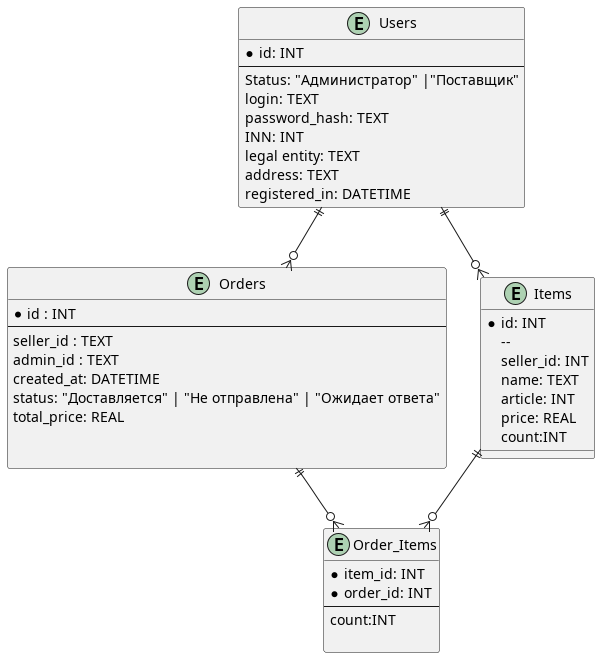 E Users
* id: INT
Status: "Администратор" |"Поставщик"
login: TEXT
password_hash: TEXT
INN: INT
legal entity: TEXT
address: TEXT
registered_in: DATETIME
E Orders
* id : INT
seller_id : TEXT
admin_id : TEXT
created_at: DATETIME
status: "Доставляется" | "Не отправлена" | "Ожидает ответа"
total_price: REAL
E Items
* id: INT
--
seller_id: INT
name: TEXT
article: INT
price: REAL
count:INT
E Order_Items
* item_id: INT
* order_id: INT
count:INT